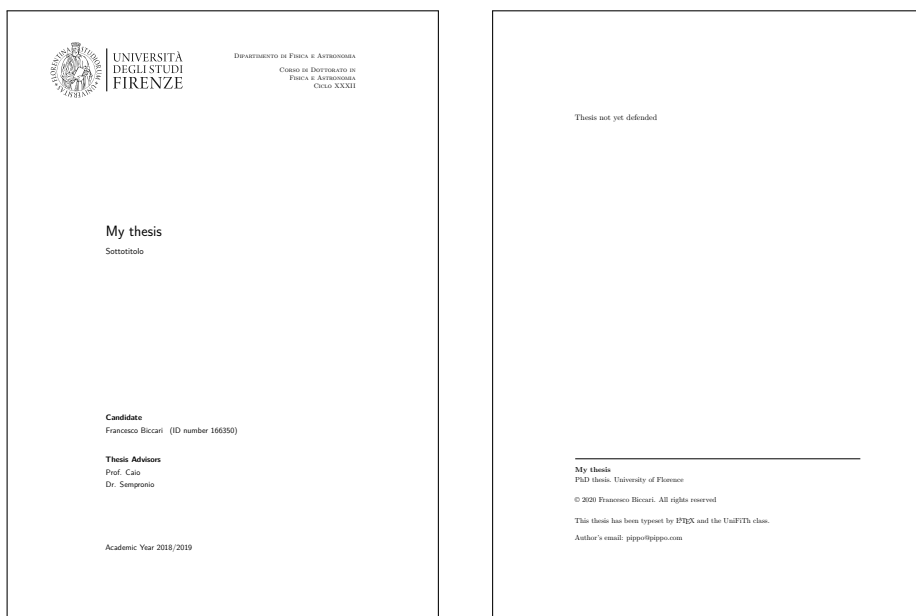 FLORENTINA STUDIORUM UNIVERSITAS
UNIVERSITÀ
DEGLI STUDI
FIRENZE
Dipartimento di Fisica e Astronomia
Corso di Dottorato in
Fisica e Astronomia
Ciclo XXXII
My thesis
Sottotitolo
Candidate
Francesco Biccari (ID number 166350)
Thesis Advisors
Prof. Caio
Dr. Sempronio
Academic Year 2018/2019
Thesis not yet defended
My thesis
PhD thesis. University of Florence
© 2020 Francesco Biccari. All rights reserved
This thesis has been typeset by LATEX and the UniFiTh class.
Author's email: pippo@pippo.com